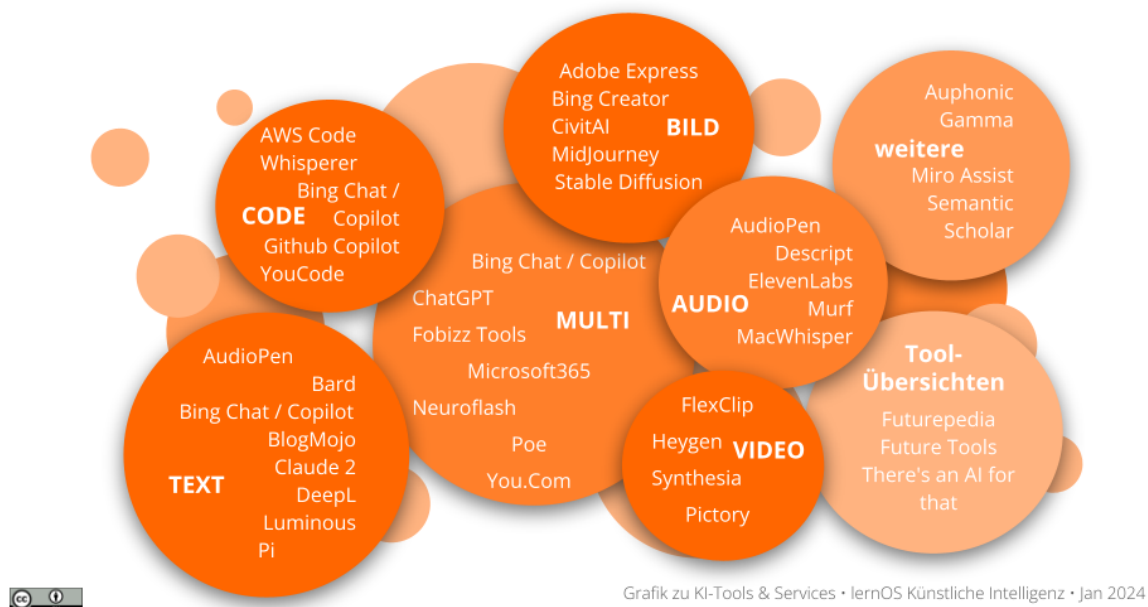 Adobe Express
Bing Creator
CivitAI
BILD
MidJourney
Stable Diffusion
Auphonic
Gamma
weitere
Miro Assist
Semantic
Scholar
AWS Code
Whisperer
Bing Chat /
CODE
Copilot
Github Copilot
YouCode
Bing Chat / Copilot
ChatGPT
MULTI
Fobizz Tools
Microsoft365
Neuroflash
Poe
You.Com
AudioPen
Descript
ElevenLabs
AUDIO
Murf
MacWhisper
AudioPen
Bard
Bing Chat / Copilot
BlogMojo
Claude 2
TEXT
DeepL
Luminous
Pi
FlexClip
Heygen
VIDEO
Synthesia
Pictory
Tool-
Übersichten
Futurepedia
Future Tools
There's an AI for
that
cc
Grafik zu KI-Tools & Services • lernOS Künstliche Intelligenz • Jan 2024